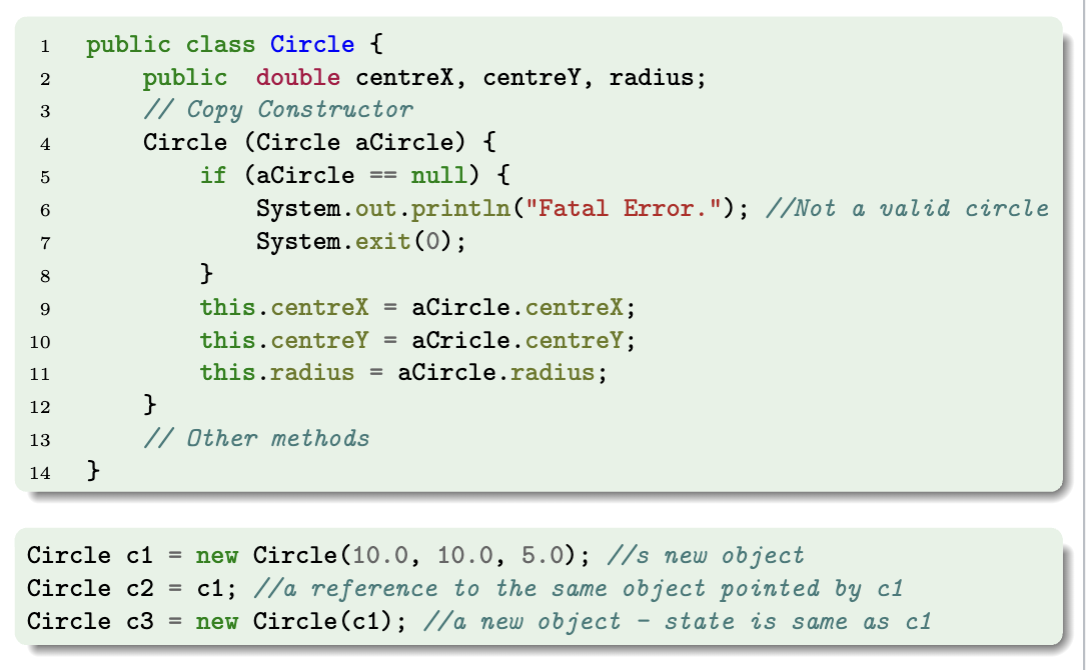 1 public class Circle {
2 public double centreX, centreY, radius;
3 // Copy Constructor
4 Circle (Circle aCircle) {
5 if (aCircle == null) {
6 System.out.println("Fatal Error."); //Not a valid circle
7 System.exit(0);
8 }
9 this.centreX = aCircle.centreX;
10 this.centreY = aCricle.centreY;
11 this.radius = aCircle.radius;
12 }
13 // Other methods
14 }
Circle c1 = new Circle(10.0, 10.0, 5.0); //s new object
Circle c2 = c1; //a reference to the same object pointed by c1
Circle c3 = new Circle(c1); //a new object - state is same as c1